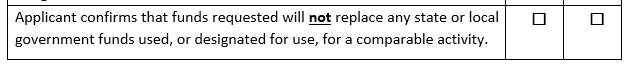 Applicant confirms that funds requested will not replace any state or local ☐ ☐
government funds used, or designated for use, for a comparable activity.